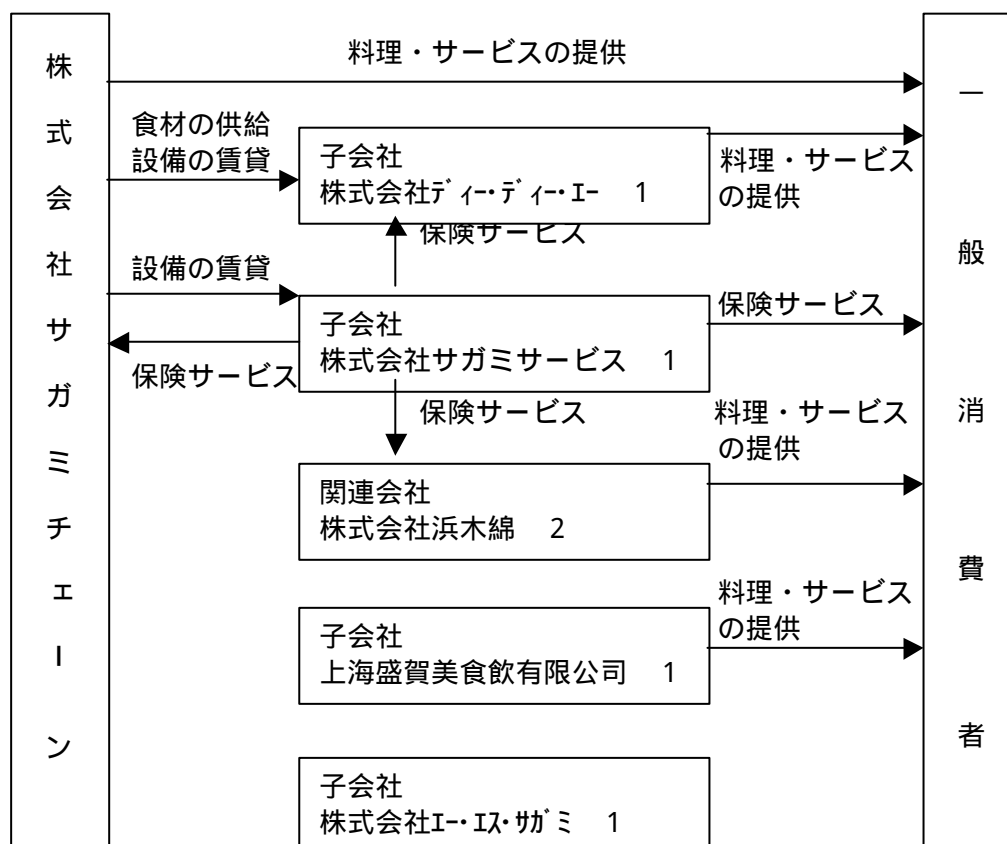 株式会社サガミチェーン
料理・サービスの提供
一般消費者
食材の供給
設備の賃貸
子会社
株式会社ディー・ディー・エー 1
料理・サービス
の提供
保険サービス
設備の賃貸
子会社
株式会社サガミサービス 1
保険サービス
保険サービス
保険サービス
料理・サービス
の提供
関連会社
株式会社浜木綿 2
料理・サービス
の提供
子会社
上海盛賀美食飲有限公司 1
子会社
株式会社エー・エス・サガミ 1